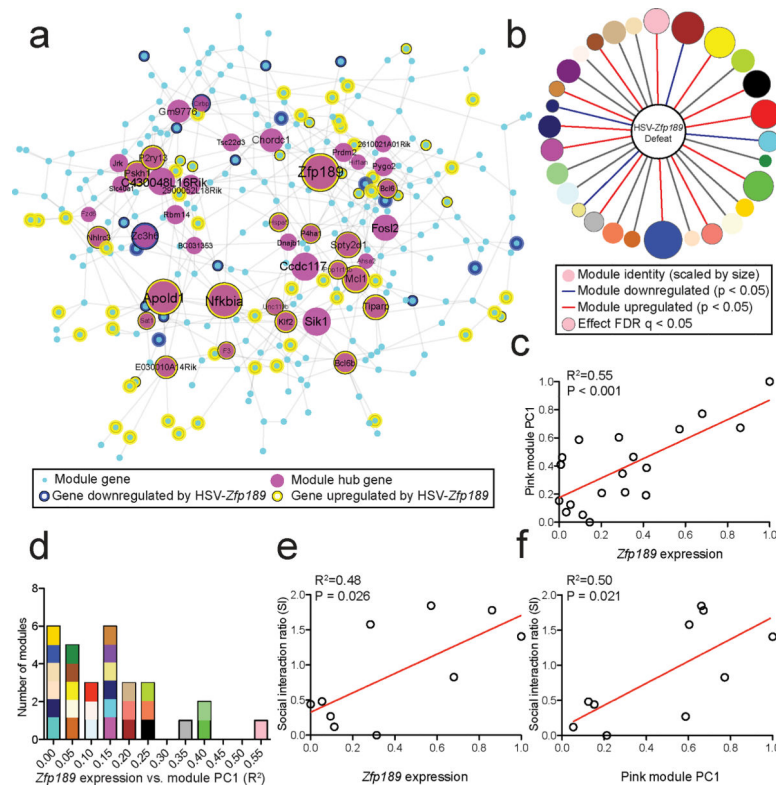 a
Cirbp
Gm9776
Tsc22d3
Chordc1
2610021A01Rik
Jrk
P2ry13
Prdm2
Pskh1
C430048L16Rik
Zfp189
Pygo2
2900052L18Rik
Bcl6
Fzd5
Rbm14
Nhlrc3
Zc3h6
BC031353
P4ha1
Fosl2
Dnajb1
Spty2d1
Ccdc117
Mcl1
Apold1
Nfkbia
Unc119b
Tiparp
Sat1
Klf2
Sik1
F3
E030010A14Rik
Bcl6b
Module gene
Module hub gene
Gene downregulated by HSV-Zfp189
Gene upregulated by HSV-Zfp189
b
HSV-Zfp189
Defeat
Module identity (scaled by size)
Module downregulated (p < 0.05)
Module upregulated (p < 0.05)
Effect FDR q < 0.05
c
R²=0.55
P < 0.001
Pink module PC1
1.0
0.8
0.6
0.4
0.2
0.0
0.0 0.2 0.4 0.6 0.8 1.0
Zfp189 expression
d
Number of modules
8
6
4
2
0
0.00 0.05 0.10 0.15 0.20 0.25 0.30 0.35 0.40 0.45 0.50 0.55
Zfp189 expression vs. module PC1 (R²)
e
R²=0.48
P = 0.026
Social interaction ratio (SI)
2.0
1.5
1.0
0.5
0.0
0.0 0.2 0.4 0.6 0.8 1.0
Zfp189 expression
f
R²=0.50
P = 0.021
Social interaction ratio (SI)
2.0
1.5
1.0
0.5
0.0
0.0 0.2 0.4 0.6 0.8 1.0
Pink module PC1